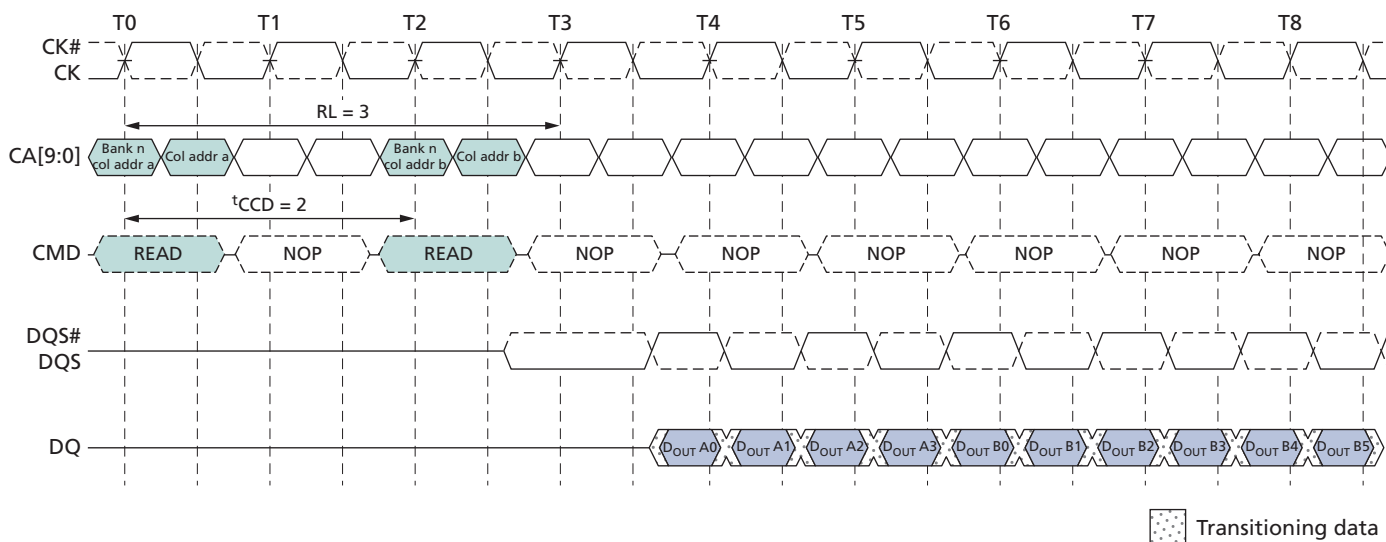 T0 T1 T2 T3 T4 T5 T6 T7 T8
CK#
CK
RL = 3
CA[9:0]
Bank n
col addr a
Col addr a
Bank n
col addr b
Col addr b
tCCD = 2
CMD READ NOP READ NOP NOP NOP NOP NOP NOP
DQS#
DQS
DQ DOUT A0 DOUT A1 DOUT A2 DOUT A3 DOUT B0 DOUT B1 DOUT B2 DOUT B3 DOUT B4 DOUT B5
Transitioning data